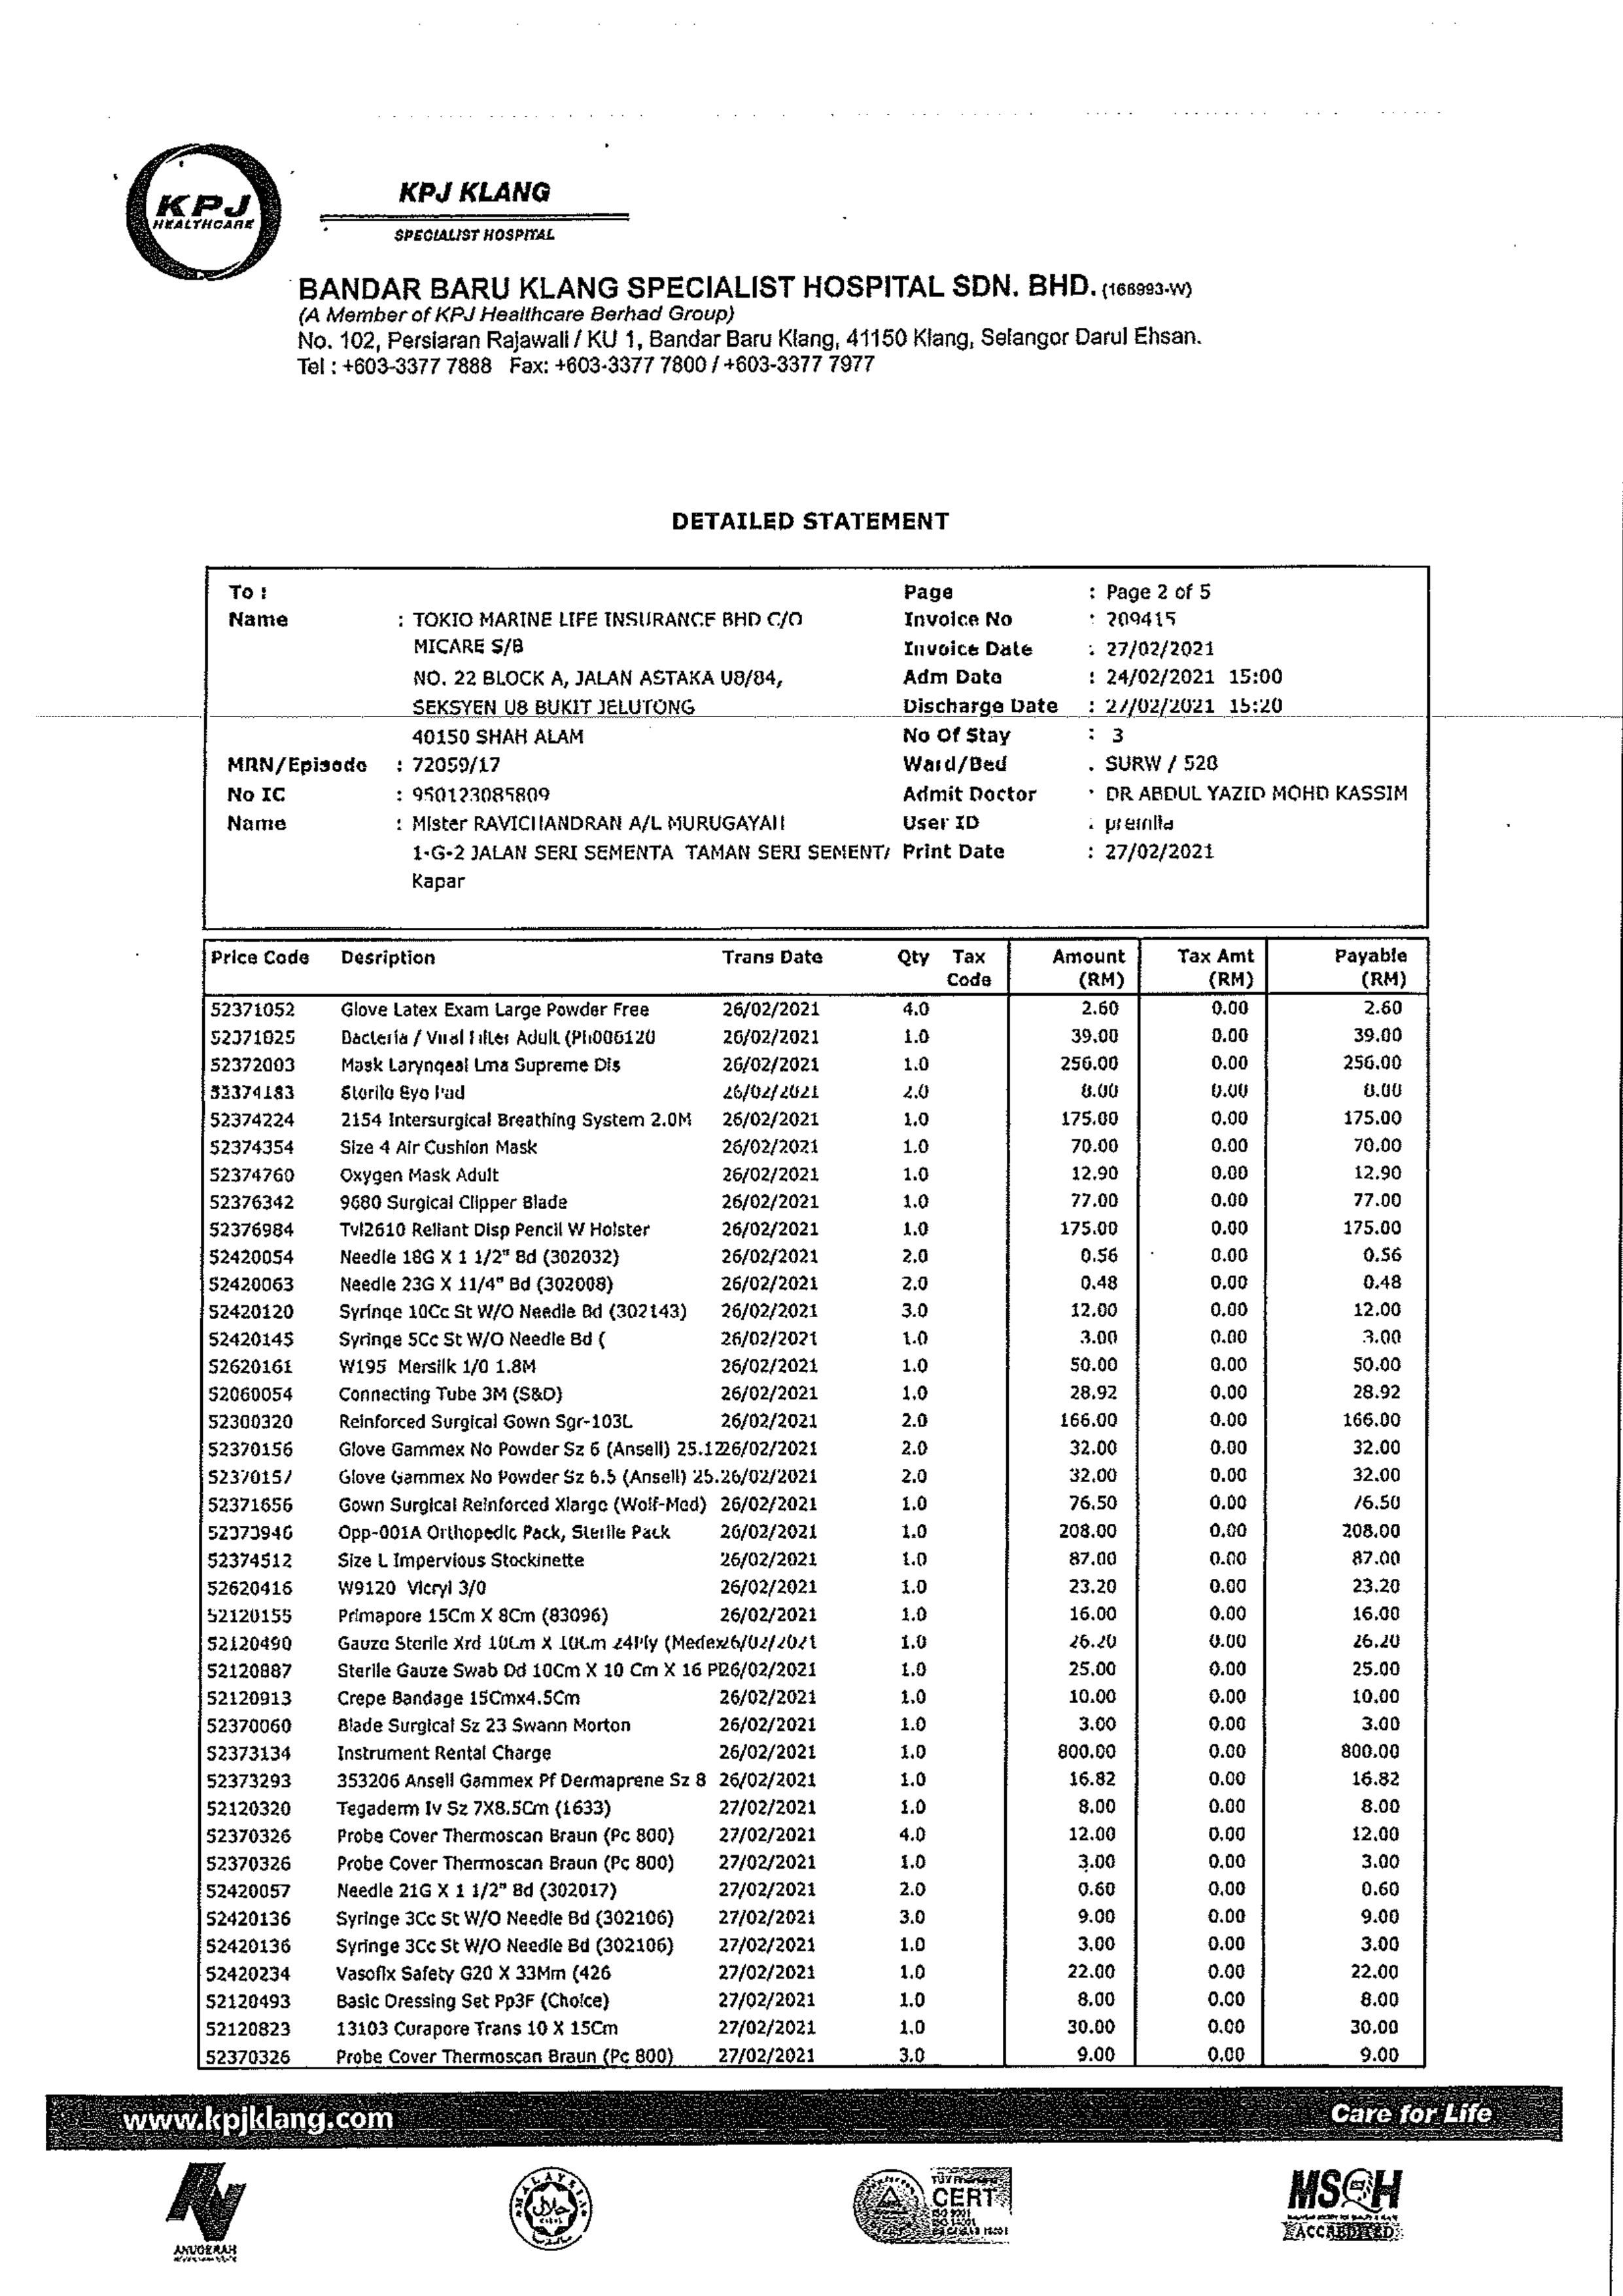 KPJ
HEALTHCARE
KPJ KLANG
SPECIALIST HOSPITAL
BANDAR BARU KLANG SPECIALIST HOSPITAL SDN. BHD. (166993-W)
(A Member of KPJ Healthcare Berhad Group)
No. 102, Persiaran Rajawali / KU 1, Bandar Baru Klang, 41150 Klang, Selangor Darul Ehsan.
Tel : +603-3377 7888 Fax: +603-3377 7800 / +603-3377 7977
DETAILED STATEMENT
To : Page : Page 2 of 5
Name : TOKIO MARINE LIFE INSURANCE BHD C/O Invoice No : 209415
MICARE S/B Invoice Date : 27/02/2021
NO. 22 BLOCK A, JALAN ASTAKA U8/84, Adm Date : 24/02/2021 15:00
SEKSYEN U8 BUKIT JELUTONG Discharge Date : 27/02/2021 15:20
40150 SHAH ALAM No Of Stay : 3
MRN/Episode : 72059/17 Ward/Bed : SURW / 528
No IC : 950123085809 Admit Doctor : DR ABDUL YAZID MOHD KASSIM
Name : Mister RAVICHANDRAN A/L MURUGAYAH User ID : premila
1-G-2 JALAN SERI SEMENTA TAMAN SERI SEMENT/ Print Date : 27/02/2021
Kapar
Price Code Desription Trans Date Qty Tax Amount Tax Amt Payable
Code (RM) (RM) (RM)
52371052 Glove Latex Exam Large Powder Free 26/02/2021 4.0 2.60 0.00 2.60
52371025 Bacteria / Viral Filter Adult (Ph006120 26/02/2021 1.0 39.00 0.00 39.00
52372003 Mask Laryngeal Lma Supreme Dis 26/02/2021 1.0 256.00 0.00 256.00
52374183 Sterile Eye Pad 26/02/2021 2.0 8.00 0.00 8.00
52374224 2154 Intersurgical Breathing System 2.0M 26/02/2021 1.0 175.00 0.00 175.00
52374354 Size 4 Air Cushion Mask 26/02/2021 1.0 70.00 0.00 70.00
52374760 Oxygen Mask Adult 26/02/2021 1.0 12.90 0.00 12.90
52376342 9680 Surgical Clipper Blade 26/02/2021 1.0 77.00 0.00 77.00
52376984 Tvl2610 Reliant Disp Pencil W Holster 26/02/2021 1.0 175.00 0.00 175.00
52420054 Needle 18G X 1 1/2" Bd (302032) 26/02/2021 2.0 0.56 0.00 0.56
52420063 Needle 23G X 11/4" Bd (302008) 26/02/2021 2.0 0.48 0.00 0.48
52420120 Syringe 10Cc St W/O Needle Bd (302143) 26/02/2021 3.0 12.00 0.00 12.00
52420145 Syringe 5Cc St W/O Needle Bd ( 26/02/2021 1.0 3.00 0.00 3.00
52620161 W195 Mersilk 1/0 1.8M 26/02/2021 1.0 50.00 0.00 50.00
52060054 Connecting Tube 3M (S&D) 26/02/2021 1.0 28.92 0.00 28.92
52300320 Reinforced Surgical Gown Sgr-103L 26/02/2021 2.0 166.00 0.00 166.00
52370156 Glove Gammex No Powder Sz 6 (Ansell) 25.1226/02/2021 2.0 32.00 0.00 32.00
52370157 Glove Gammex No Powder Sz 6.5 (Ansell) 25.26/02/2021 2.0 32.00 0.00 32.00
52371656 Gown Surgical Reinforced Xlarge (Wolf-Med) 26/02/2021 1.0 76.50 0.00 76.50
52373946 Opp-001A Orthopedic Pack, Sterile Pack 26/02/2021 1.0 208.00 0.00 208.00
52374512 Size L Impervious Stockinette 26/02/2021 1.0 87.00 0.00 87.00
52620416 W9120 Vicryl 3/0 26/02/2021 1.0 23.20 0.00 23.20
52120155 Primapore 15Cm X 8Cm (83096) 26/02/2021 1.0 16.00 0.00 16.00
52120490 Gauze Sterile Xrd 10Cm X 10Cm 24Ply (Medex26/02/2021 1.0 26.20 0.00 26.20
52120887 Sterile Gauze Swab Dd 10Cm X 10 Cm X 16 Pl26/02/2021 1.0 25.00 0.00 25.00
52120913 Crepe Bandage 15Cmx4.5Cm 26/02/2021 1.0 10.00 0.00 10.00
52370060 Blade Surgical Sz 23 Swann Morton 26/02/2021 1.0 3.00 0.00 3.00
52373134 Instrument Rental Charge 26/02/2021 1.0 800.00 0.00 800.00
52373293 353206 Ansell Gammex Pf Dermaprene Sz 8 26/02/2021 1.0 16.82 0.00 16.82
52120320 Tegaderm Iv Sz 7X8.5Cm (1633) 27/02/2021 1.0 8.00 0.00 8.00
52370326 Probe Cover Thermoscan Braun (Pc 800) 27/02/2021 4.0 12.00 0.00 12.00
52370326 Probe Cover Thermoscan Braun (Pc 800) 27/02/2021 1.0 3.00 0.00 3.00
52420057 Needle 21G X 1 1/2" Bd (302017) 27/02/2021 2.0 0.60 0.00 0.60
52420136 Syringe 3Cc St W/O Needle Bd (302106) 27/02/2021 3.0 9.00 0.00 9.00
52420136 Syringe 3Cc St W/O Needle Bd (302106) 27/02/2021 1.0 3.00 0.00 3.00
52420234 Vasofix Safety G20 X 33Mm (426 27/02/2021 1.0 22.00 0.00 22.00
52120493 Basic Dressing Set Pp3F (Choice) 27/02/2021 1.0 8.00 0.00 8.00
52120823 13103 Curapore Trans 10 X 15Cm 27/02/2021 1.0 30.00 0.00 30.00
52370326 Probe Cover Thermoscan Braun (Pc 800) 27/02/2021 3.0 9.00 0.00 9.00
www.kpjklang.com Care for Life
ANUGERAH
MALAYSIA
حلال
CERT
MSQH
ACCREDITED